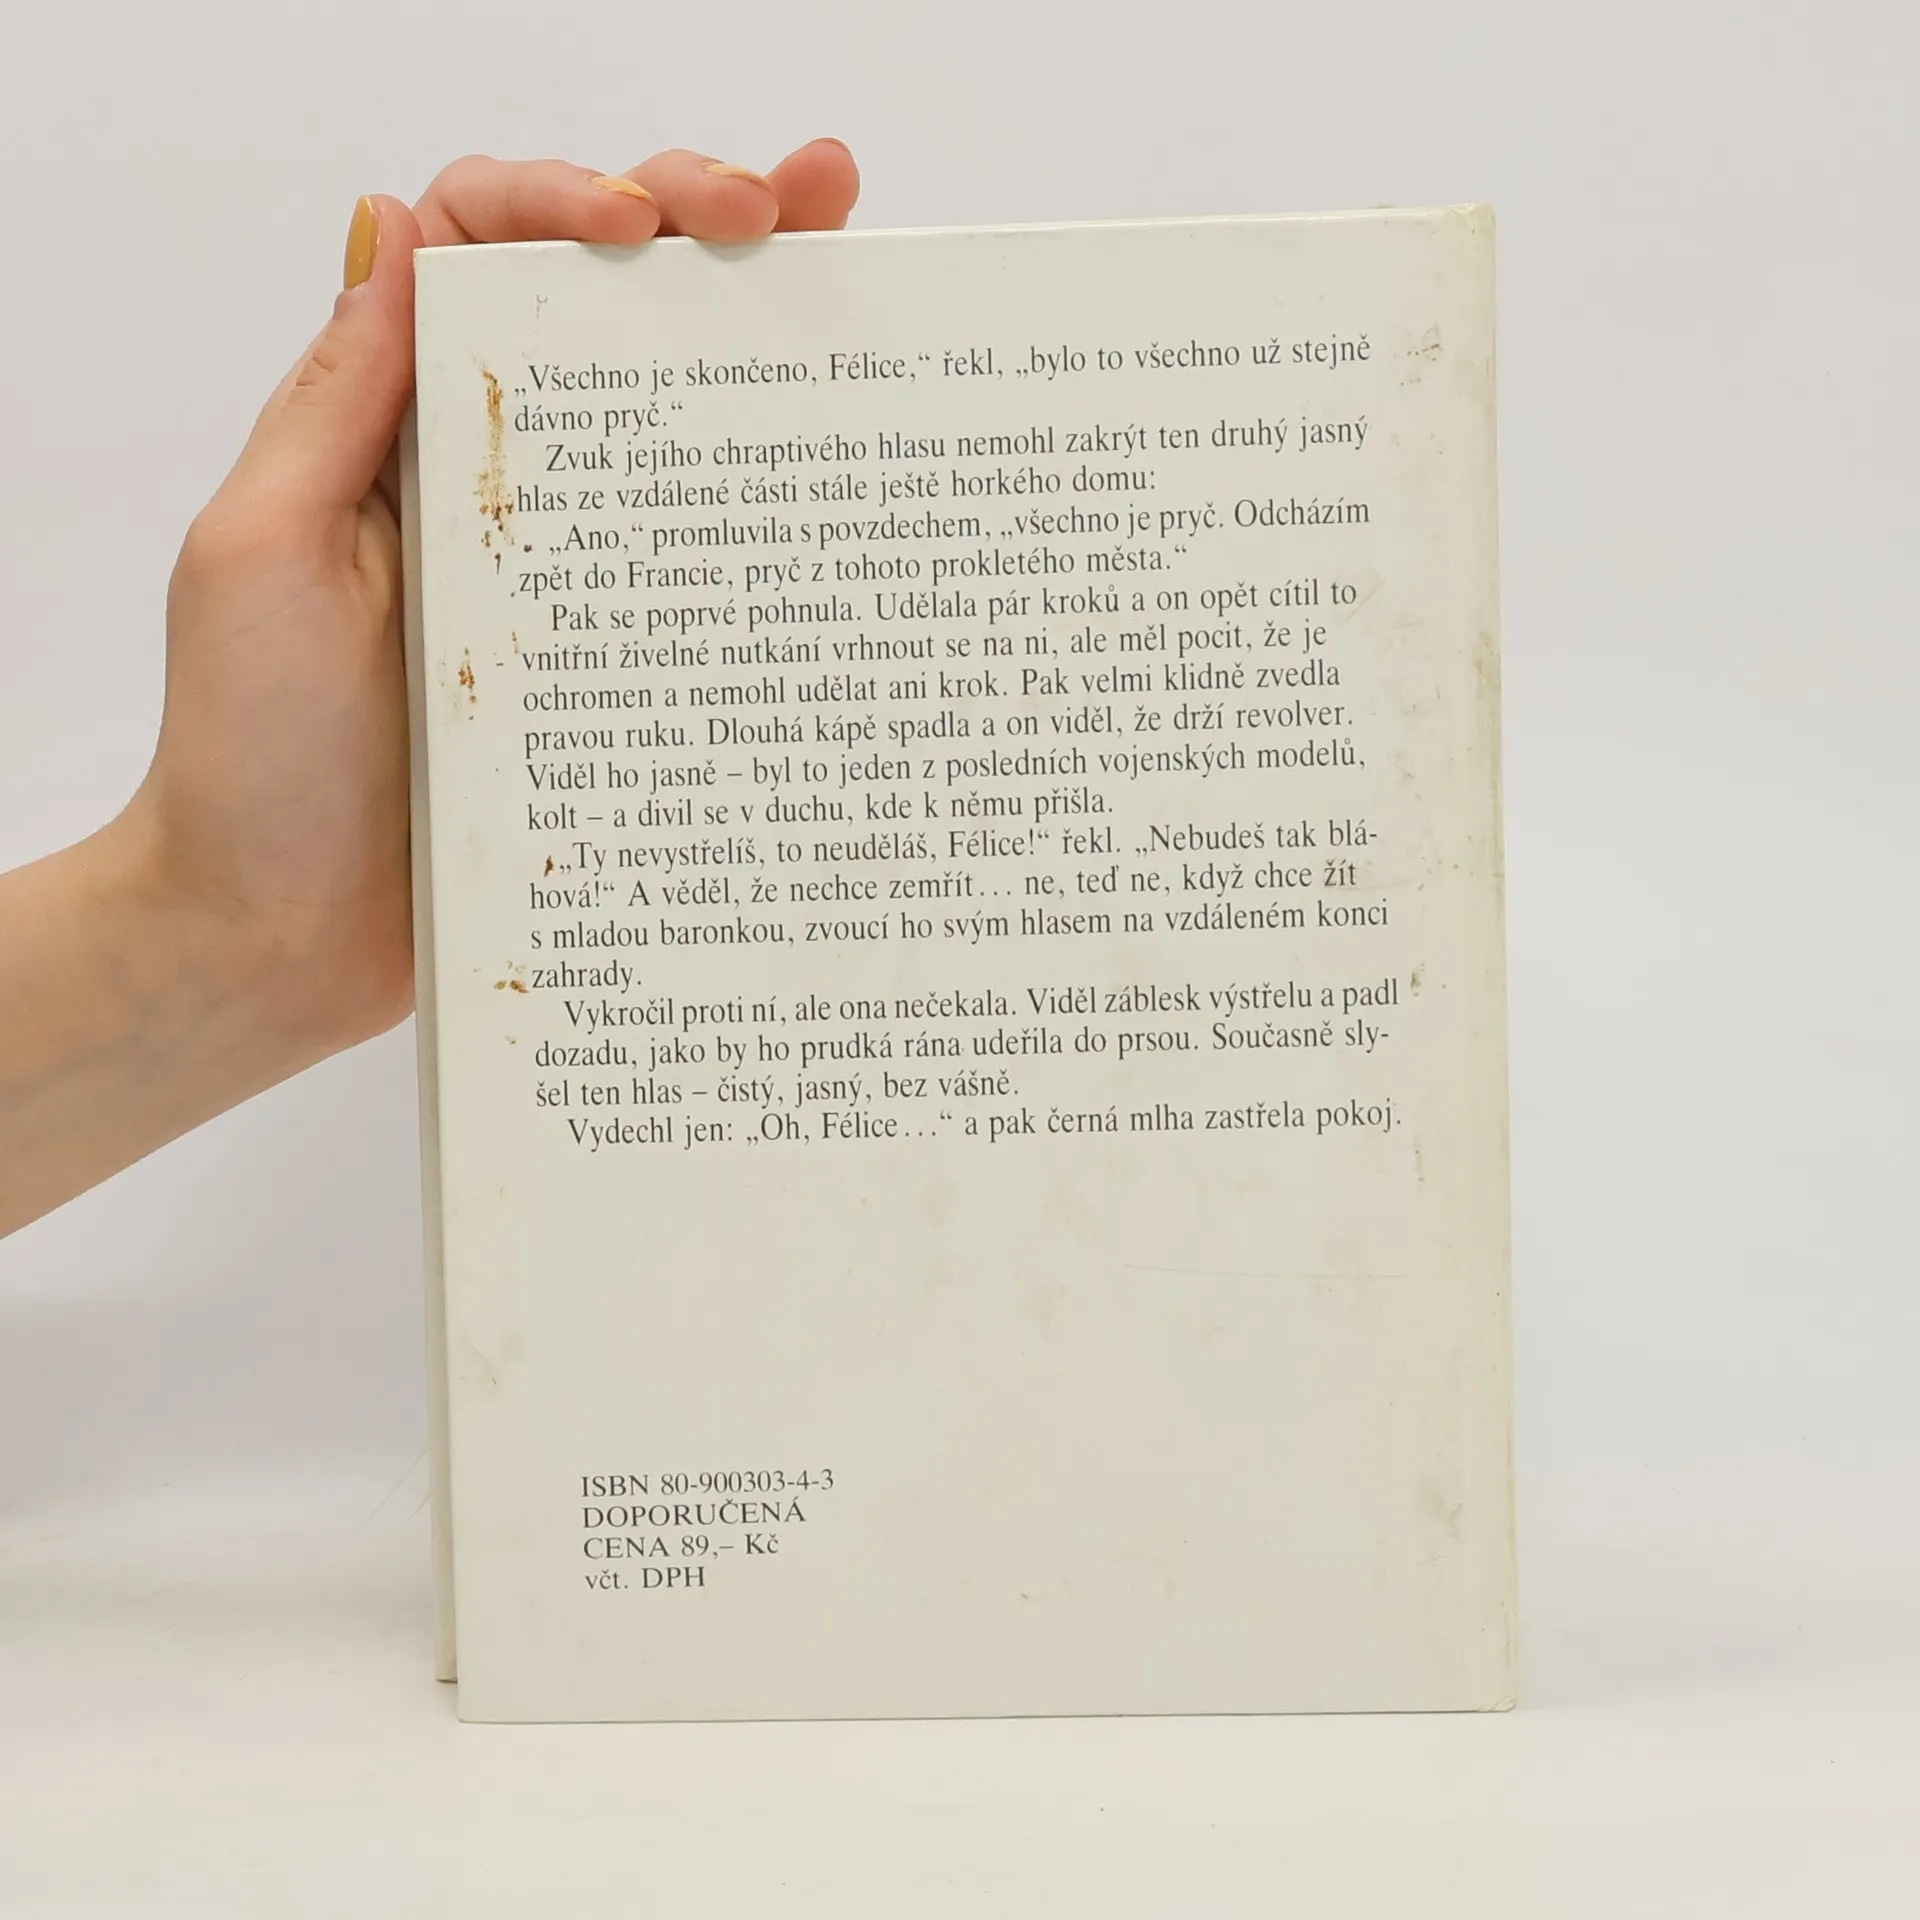 „Všechno je skončeno, Félice,“ řekl, „bylo to všechno už stejně
dávno pryč.“
Zvuk jejího chraptivého hlasu nemohl zakrýt ten druhý jasný
hlas ze vzdálené části stále ještě horkého domu:
„Ano,“ promluvila s povzdechem, „všechno je pryč. Odcházím
zpět do Francie, pryč z tohoto prokletého města.“
Pak se poprvé pohnula. Udělala pár kroků a on opět cítil to
vnitřní živelné nutkání vrhnout se na ni, ale měl pocit, že je
ochromen a nemohl udělat ani krok. Pak velmi klidně zvedla
pravou ruku. Dlouhá kápě spadla a on viděl, že drží revolver.
Viděl ho jasně – byl to jeden z posledních vojenských modelů,
kolt – a divil se v duchu, kde k němu přišla.
„Ty nevystřelíš, to neuděláš, Félice!“ řekl. „Nebudeš tak blá-
hová!“ A věděl, že nechce zemřít... ne, teď ne, když chce žít
s mladou baronkou, zvoucí ho svým hlasem na vzdáleném konci
zahrady.
Vykročil proti ní, ale ona nečekala. Viděl záblesk výstřelu a padl
dozadu, jako by ho prudká rána udeřila do prsou. Současně sly-
šel ten hlas – čistý, jasný, bez vášně.
Vydechl jen: „Oh, Félice...“ a pak černá mlha zastřela pokoj.
ISBN 80-900303-4-3
DOPORUČENÁ
CENA 89,– Kč
včt. DPH